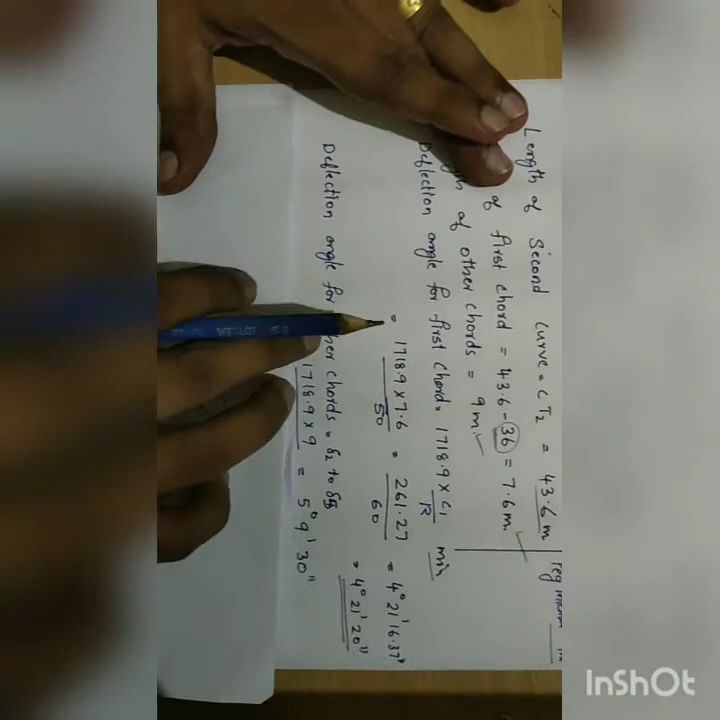 Length of Second Curve = CT2 = 43.6 m
of first chord = 43.6 - 36 = 7.6m.
of other chords = 9 m.
Deflection angle for first chord = 1718.9 × C1/R min
= 1718.9 × 7.6/50 = 261.27/60 = 4° 21' 16.37"
= 4° 21' 20"
Deflection angle for chords = δ2 to δ5
1718.9 × 9 = 5° 9' 30"
InShOt